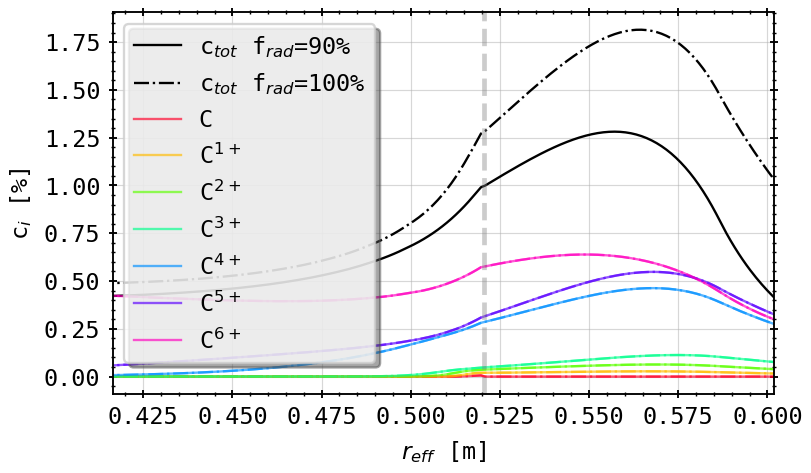 1.75
1.50
1.25
1.00
0.75
0.50
0.25
0.00
c_i [%]
c_tot f_rad=90%
c_tot f_rad=100%
C
C^1+
C^2+
C^3+
C^4+
C^5+
C^6+
0.425 0.450 0.475 0.500 0.525 0.550 0.575 0.600
r_eff [m]